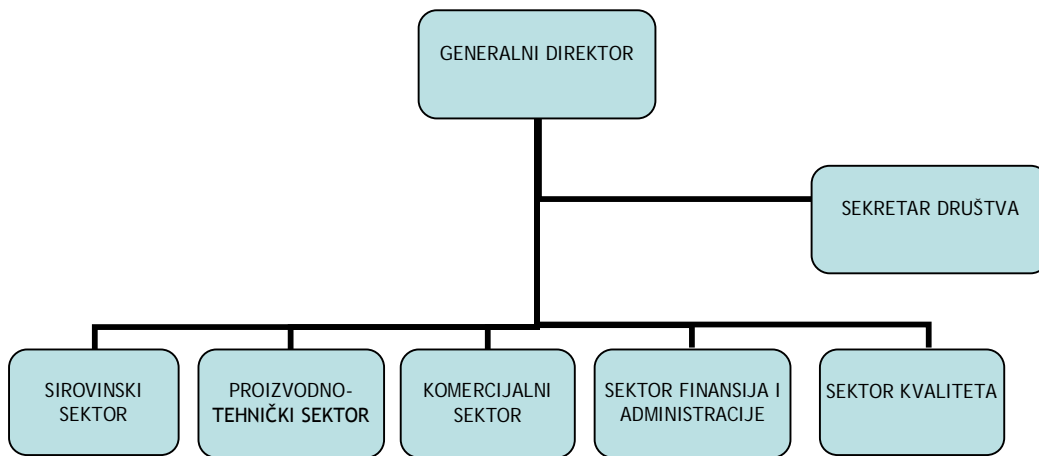 GENERALNI DIREKTOR
SEKRETAR DRUŠTVA
SIROVINSKI
SEKTOR
PROIZVODNO-
TEHNIČKI SEKTOR
KOMERCIJALNI
SEKTOR
SEKTOR FINANSIJA I
ADMINISTRACIJE
SEKTOR KVALITETA